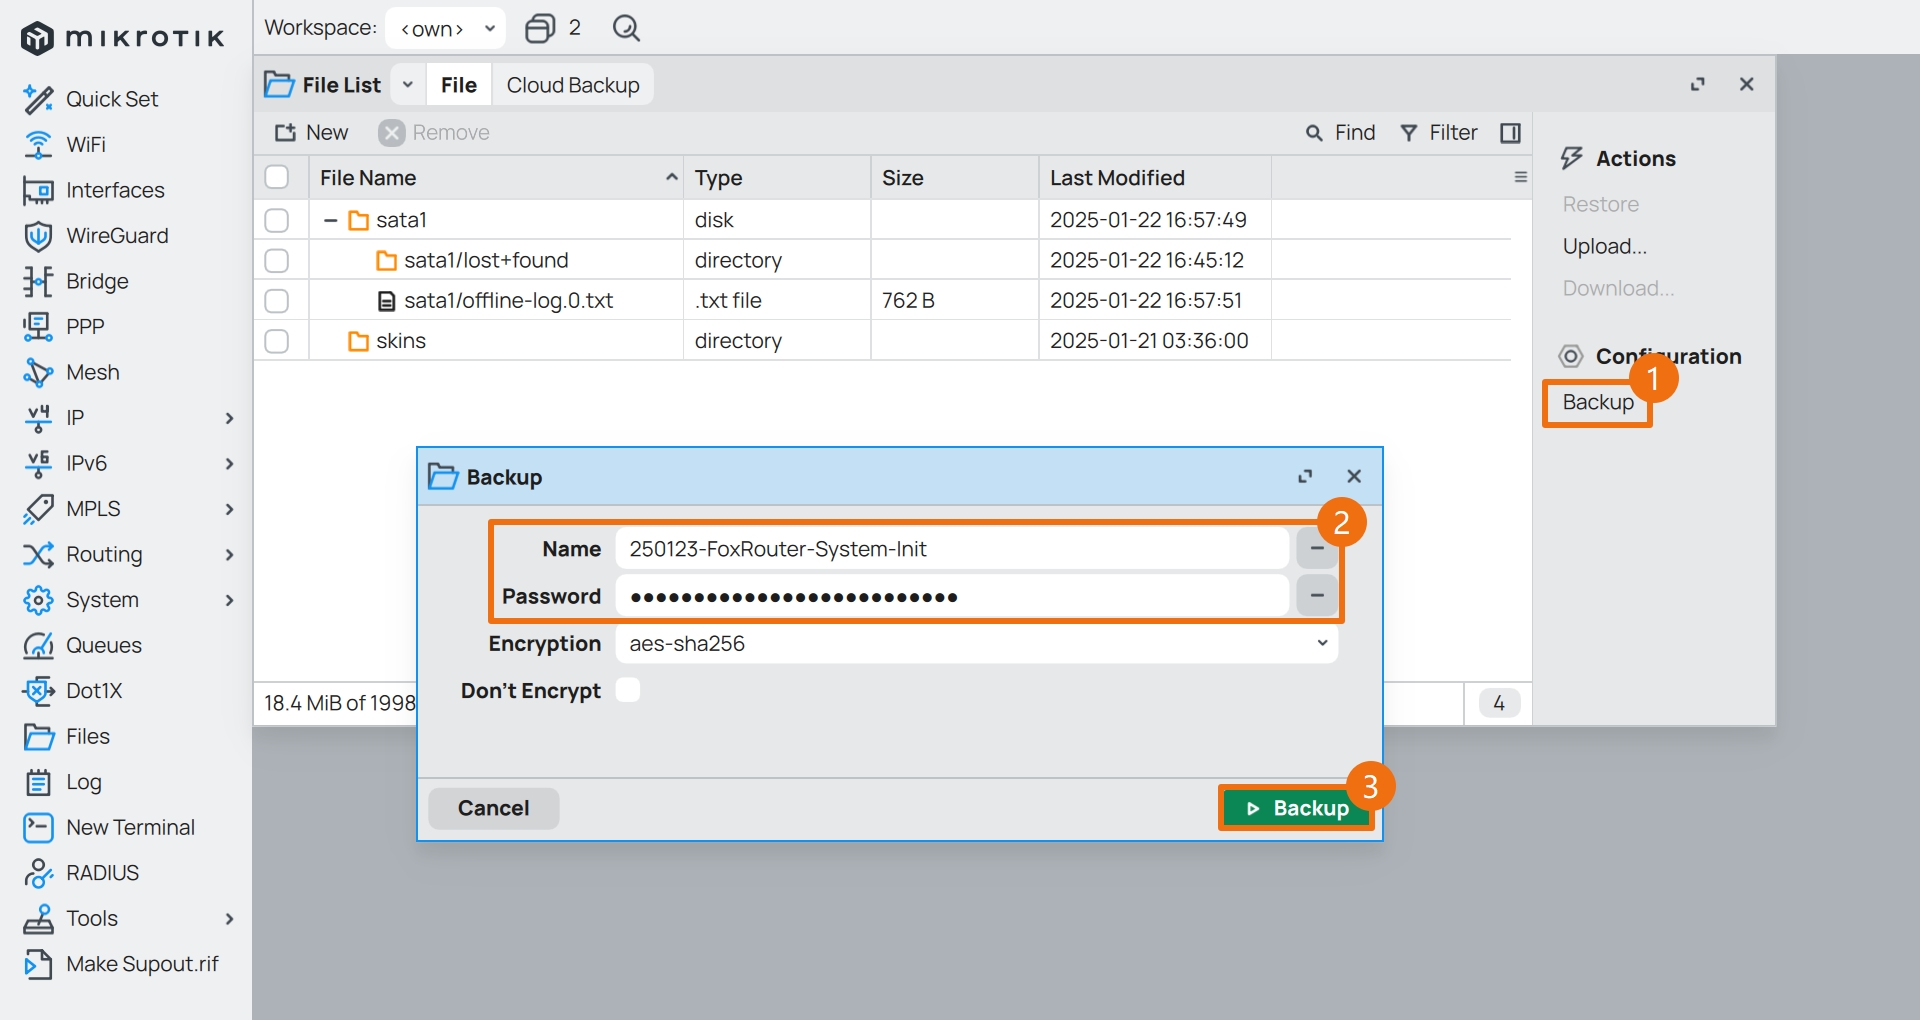 MIKROTIK
Workspace: <own> 2
Quick Set
WiFi
Interfaces
WireGuard
Bridge
PPP
Mesh
IP
IPv6
MPLS
Routing
System
Queues
Dot1X
Files
Log
New Terminal
RADIUS
Tools
Make Supout.rif
File List File Cloud Backup
New Remove Find Filter
File Name Type Size Last Modified
sata1 disk 2025-01-22 16:57:49
sata1/lost+found directory 2025-01-22 16:45:12
sata1/offline-log.0.txt .txt file 762 B 2025-01-22 16:57:51
skins directory 2025-01-21 03:36:00
18.4 MiB of 1998
4
Actions
Restore
Upload...
Download...
Configuration
1
Backup
Backup
2
Name 250123-FoxRouter-System-Init
Password ••••••••••••••••••••••••••
Encryption aes-sha256
Don't Encrypt
Cancel
3
Backup